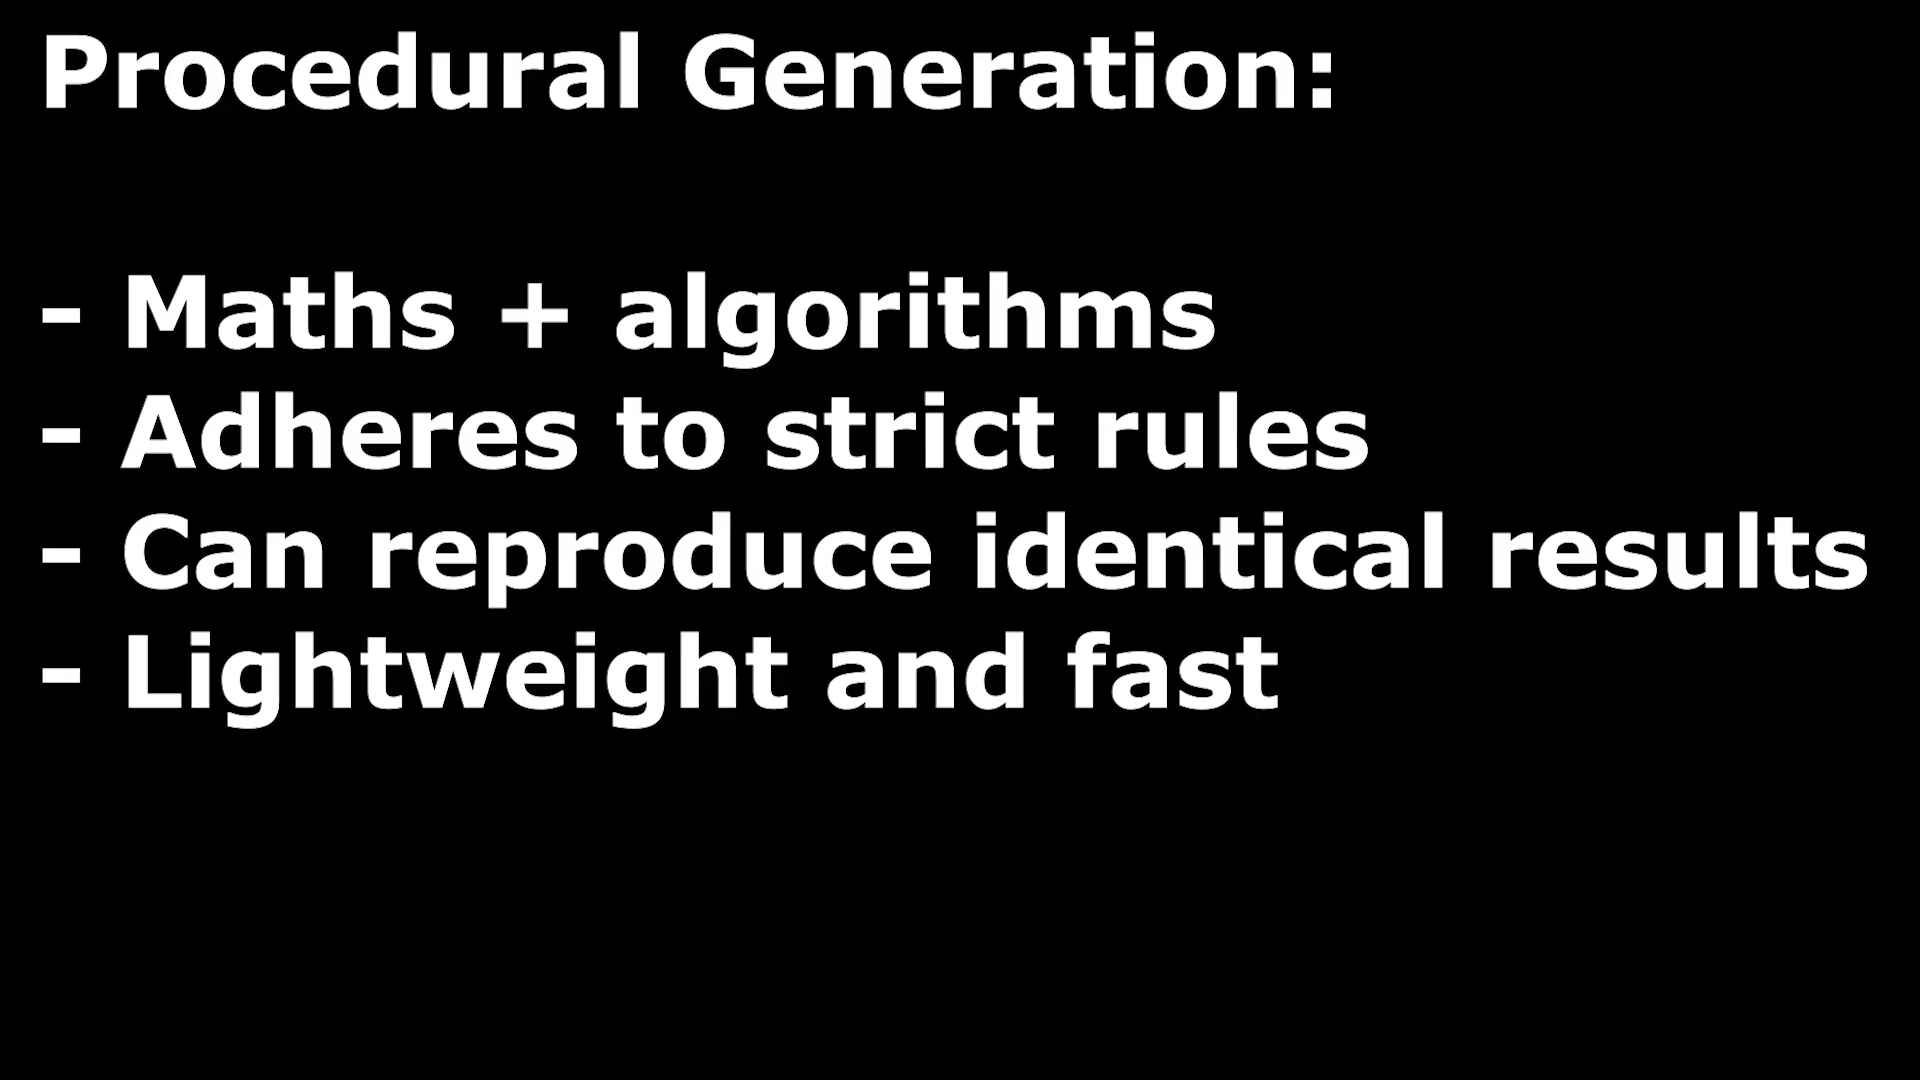 Procedural Generation:
- Maths + algorithms
- Adheres to strict rules
- Can reproduce identical results
- Lightweight and fast